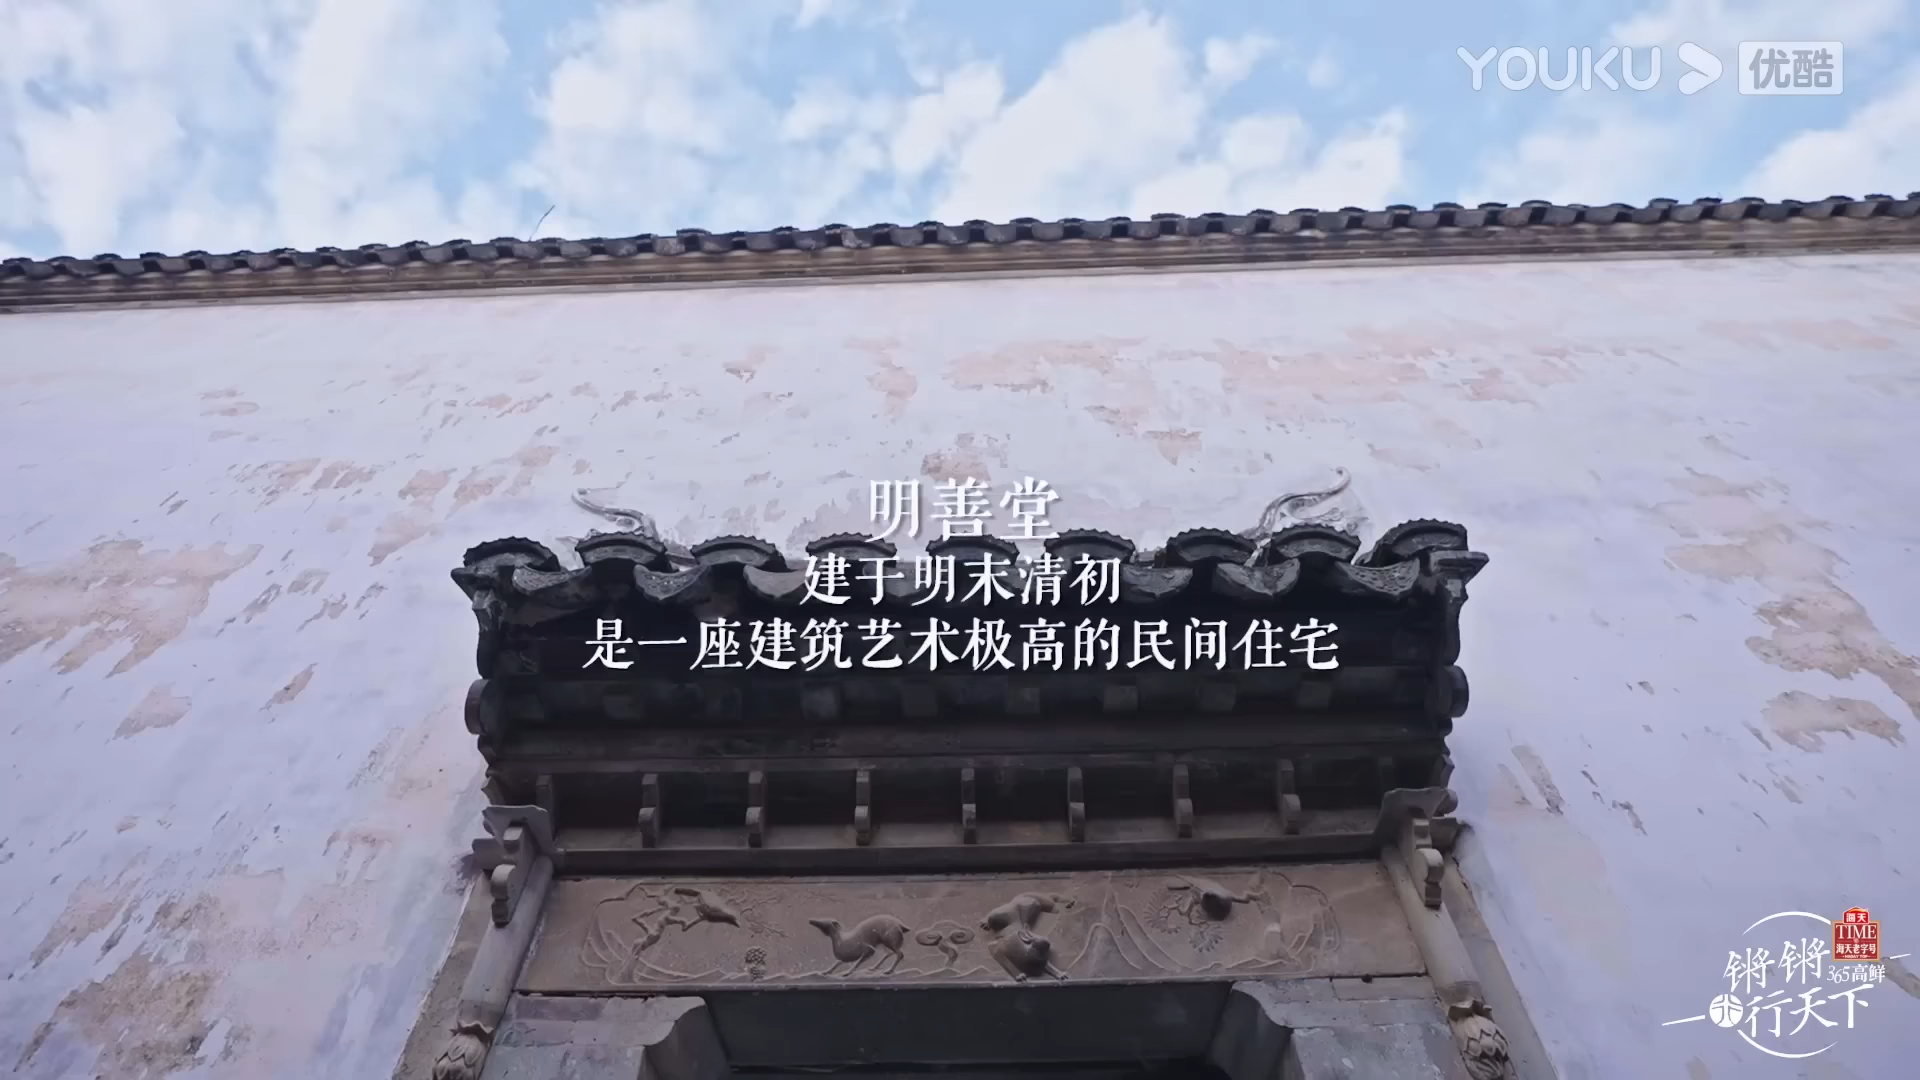 YOUKU 优酷
明善堂
建于明末清初
是一座建筑艺术极高的民间住宅
海天
TIME
海天老字号
365高鲜
锵锵
行天下